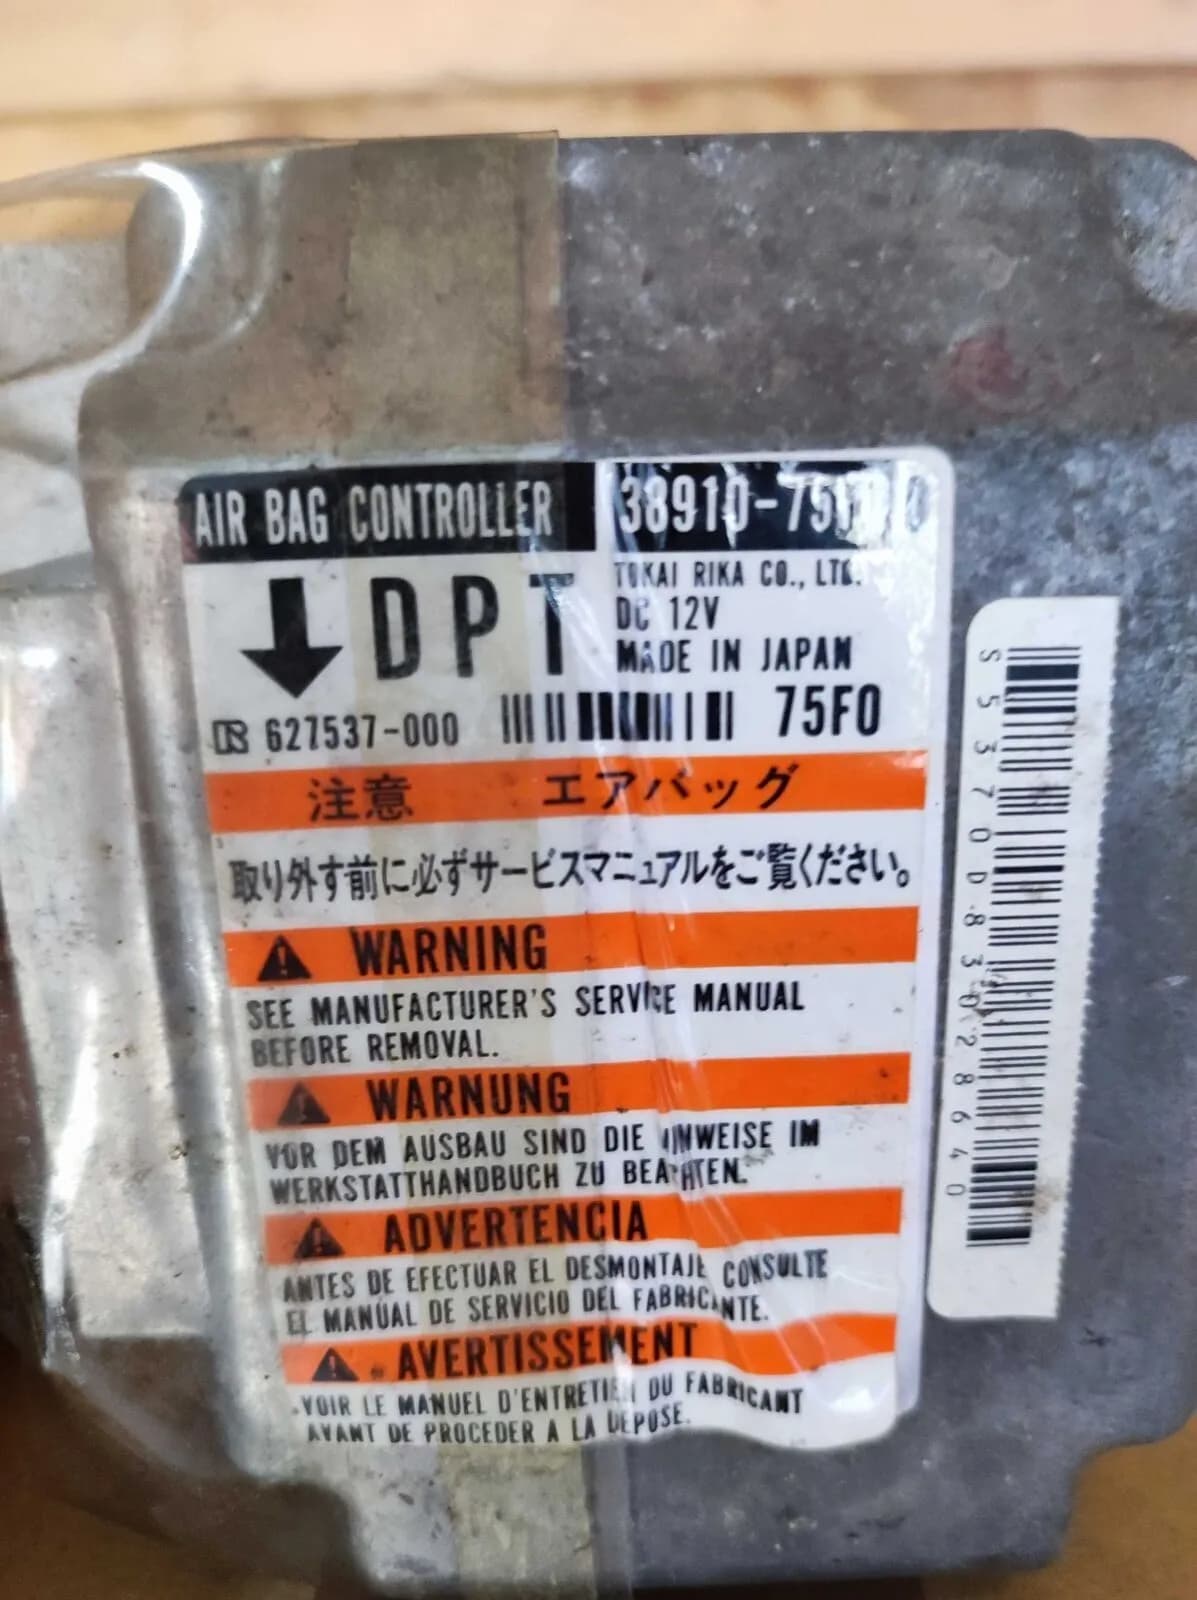 AIR BAG CONTROLLER
TOKAI RIKA CO., LTD.
DPT
DC 12V
MADE IN JAPAN
627537-000
75F0
注意 エアバッグ
取り外す前に必ずサービスマニュアルをご覧ください。
WARNING
SEE MANUFACTURER'S SERVICE MANUAL
BEFORE REMOVAL.
WARNUNG
VOR DEM AUSBAU SIND DIE HINWEISE IM
WERKSTATTHANDBUCH ZU BEACHTEN.
ADVERTENCIA
ANTES DE EFECTUAR EL DESMONTAJE CONSULTE
EL MANUAL DE SERVICIO DEL FABRICANTE.
AVERTISSEMENT
VOIR LE MANUEL D'ENTRETIEN DU FABRICANT
AVANT DE PROCEDER A LA DEPOSE.
S5370D83028640